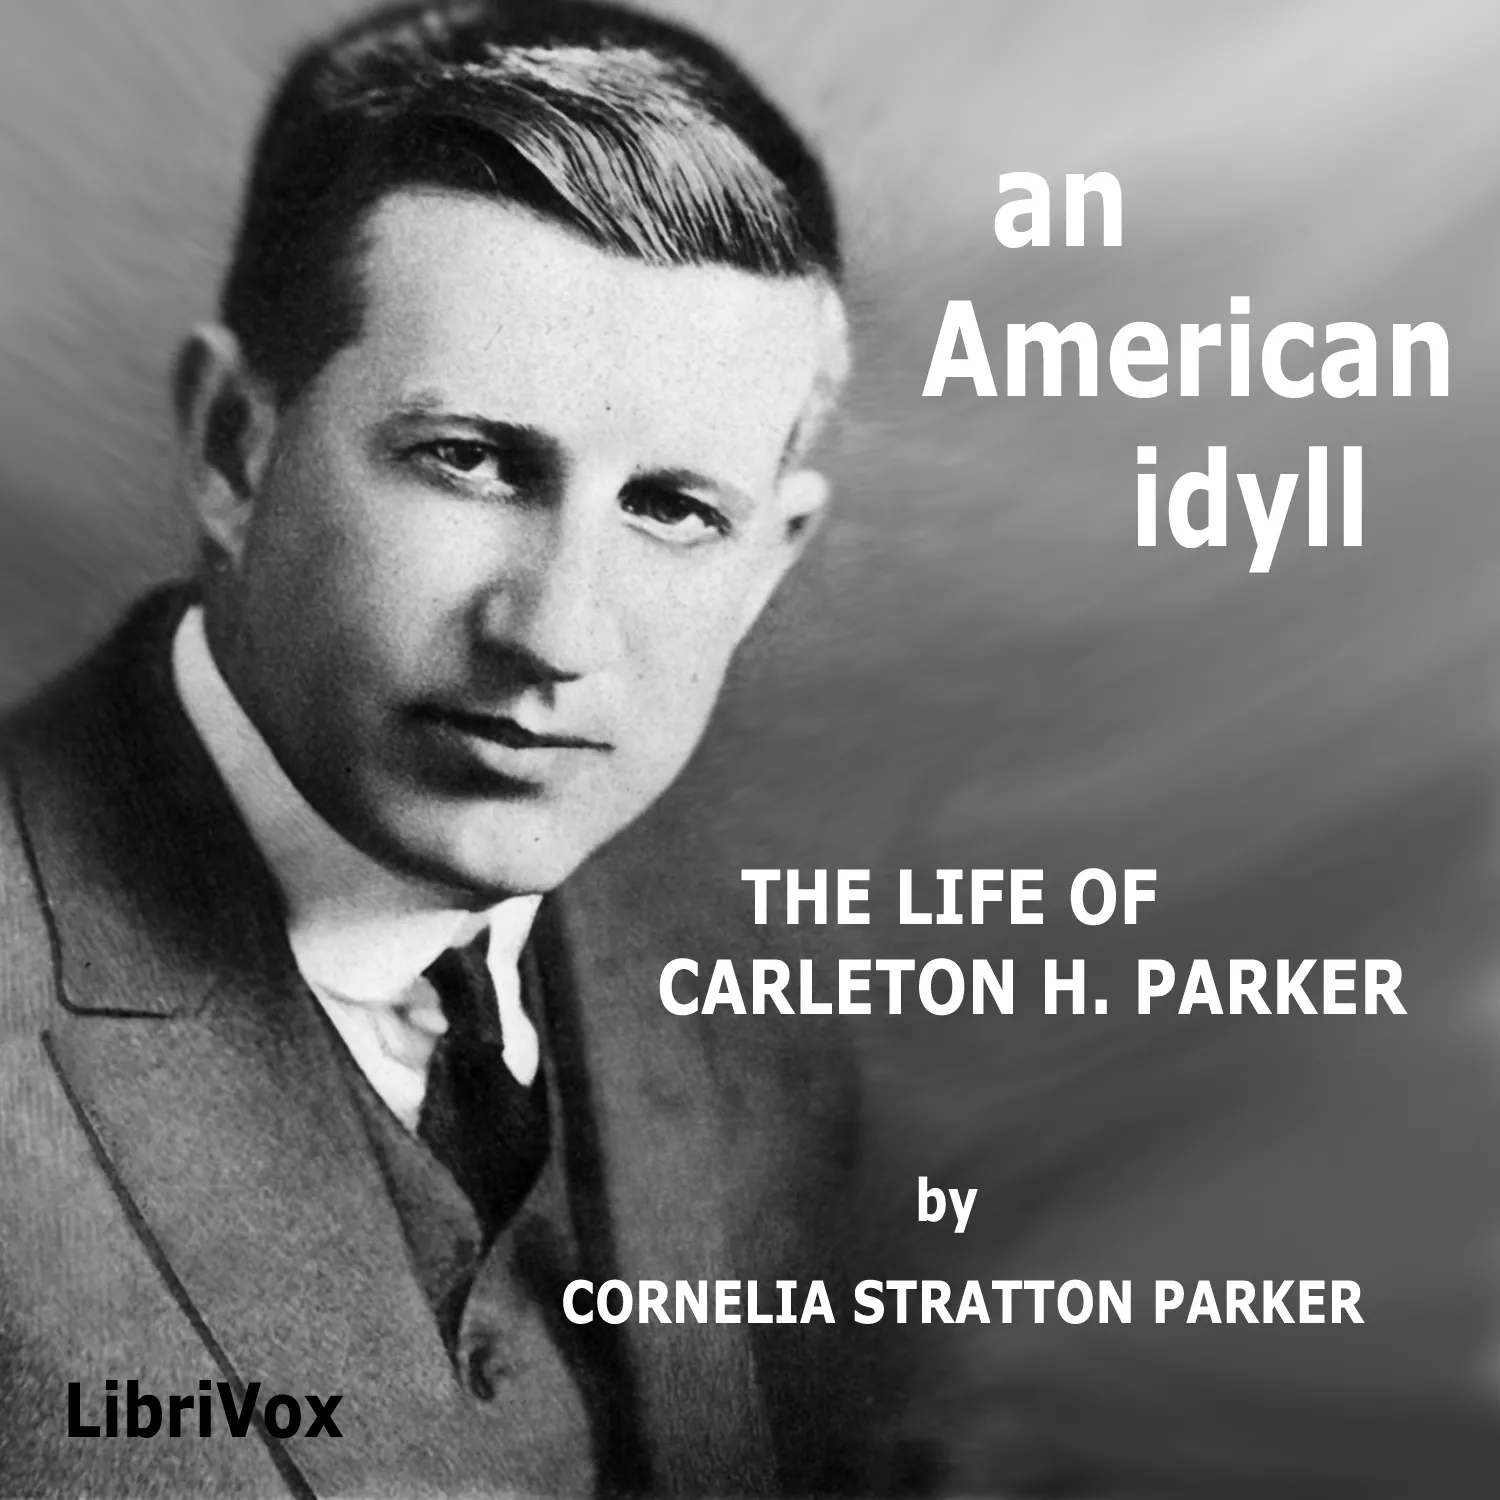 an
American
idyll
THE LIFE OF
CARLETON H. PARKER
by
CORNELIA STRATTON PARKER
LibriVox